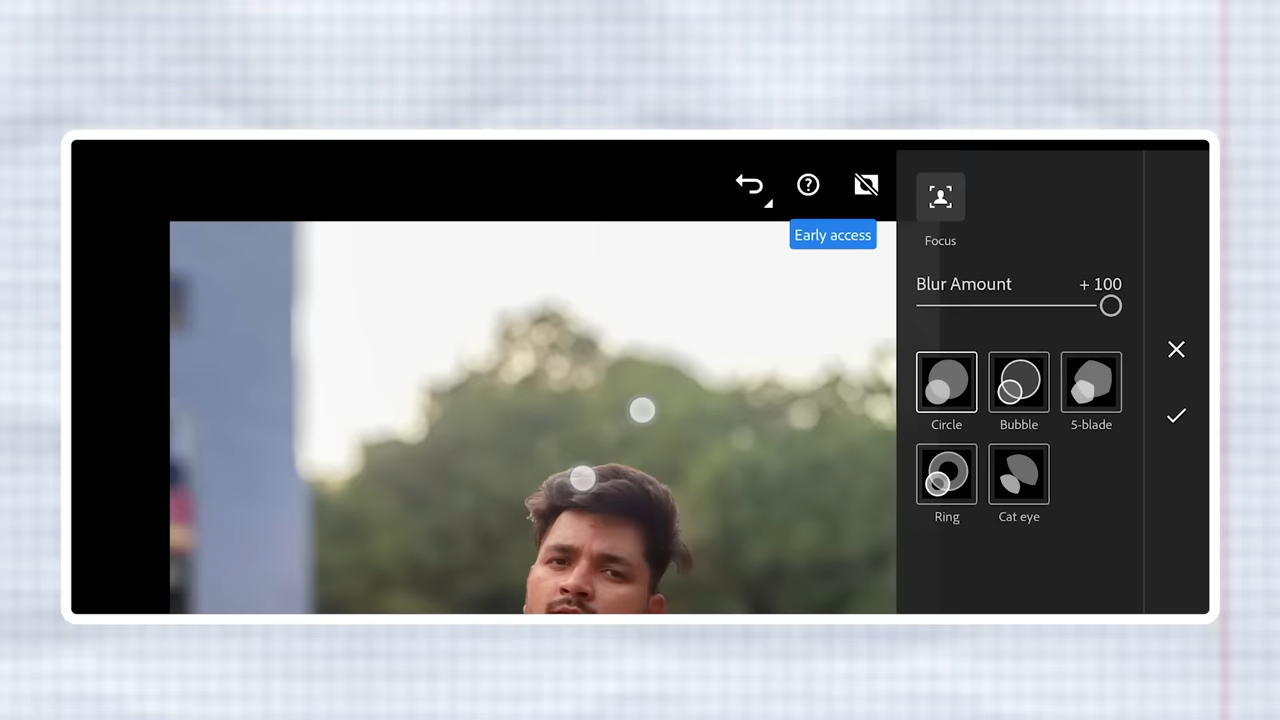 Early access
Focus
Blur Amount + 100
Circle Bubble 5-blade
Ring Cat eye